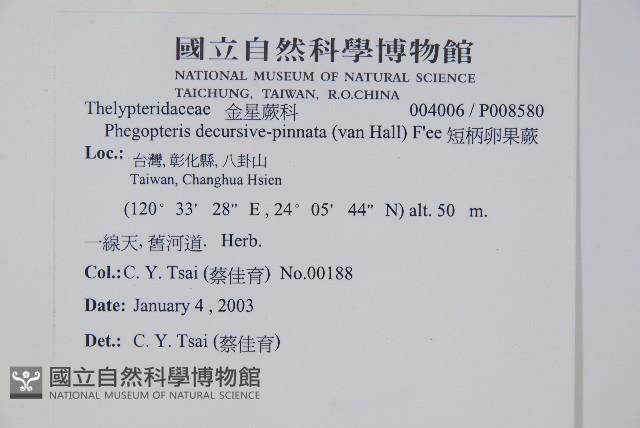 國立自然科學博物館
NATIONAL MUSEUM OF NATURAL SCIENCE
TAICHUNG, TAIWAN, R.O.CHINA
Thelypteridaceae 金星蕨科 004006 / P008580
Phegopteris decursive-pinnata (van Hall) F'ee 短柄卵果蕨
Loc.: 台灣, 彰化縣, 八卦山
Taiwan, Changhua Hsien
(120° 33' 28" E , 24° 05' 44" N) alt. 50 m.
一線天, 舊河道. Herb.
Col.: C. Y. Tsai (蔡佳育) No.00188
Date: January 4 , 2003
Det.: C. Y. Tsai (蔡佳育)
國立自然科學博物館
NATIONAL MUSEUM OF NATURAL SCIENCE